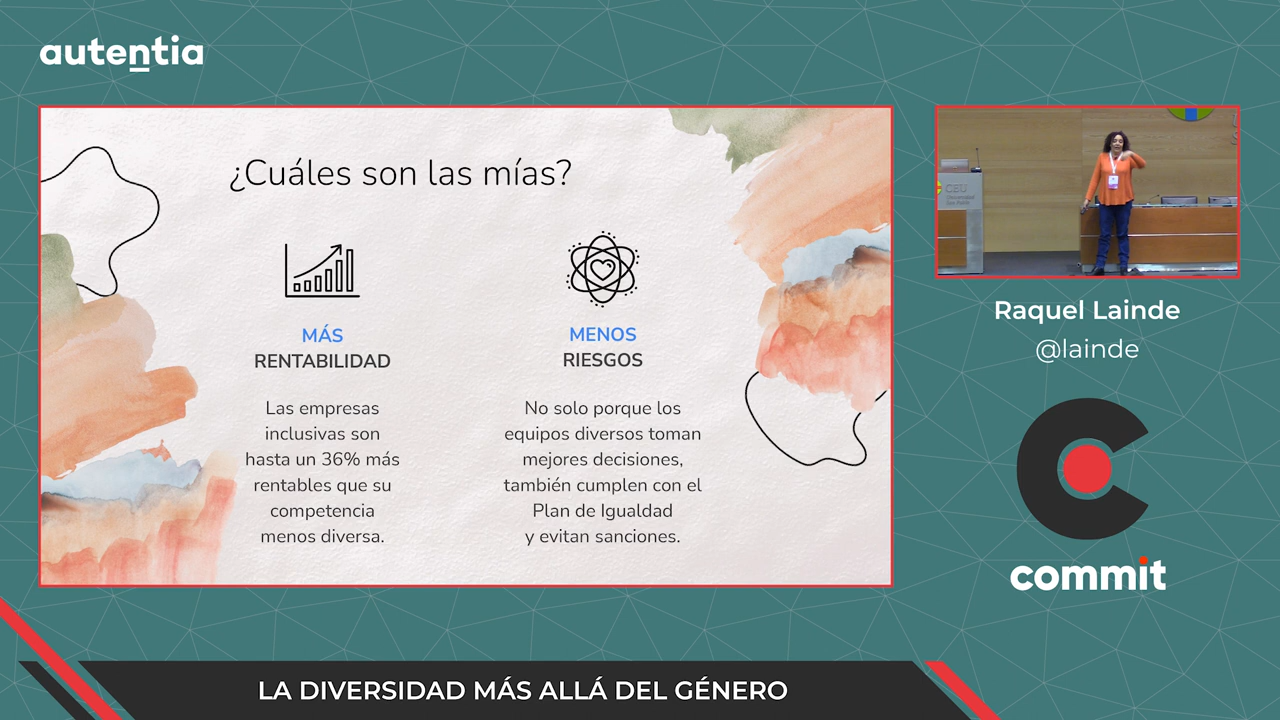 autentia
¿Cuáles son las mías?
MÁS
RENTABILIDAD
Las empresas
inclusivas son
hasta un 36% más
rentables que su
competencia
menos diversa.
MENOS
RIESGOS
No solo porque los
equipos diversos toman
mejores decisiones,
también cumplen con el
Plan de Igualdad
y evitan sanciones.
CEU
Raquel Lainde
@lainde
commit
LA DIVERSIDAD MÁS ALLÁ DEL GÉNERO